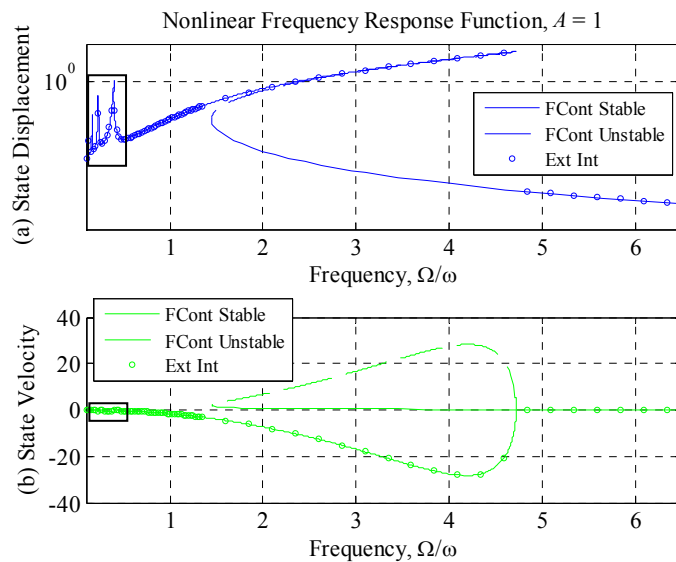 Nonlinear Frequency Response Function, A = 1
(a) State Displacement
10^0
FCont Stable
FCont Unstable
Ext Int
1 2 3 4 5 6
Frequency, Ω/ω
(b) State Velocity
40
20
0
-20
-40
FCont Stable
FCont Unstable
Ext Int
1 2 3 4 5 6
Frequency, Ω/ω